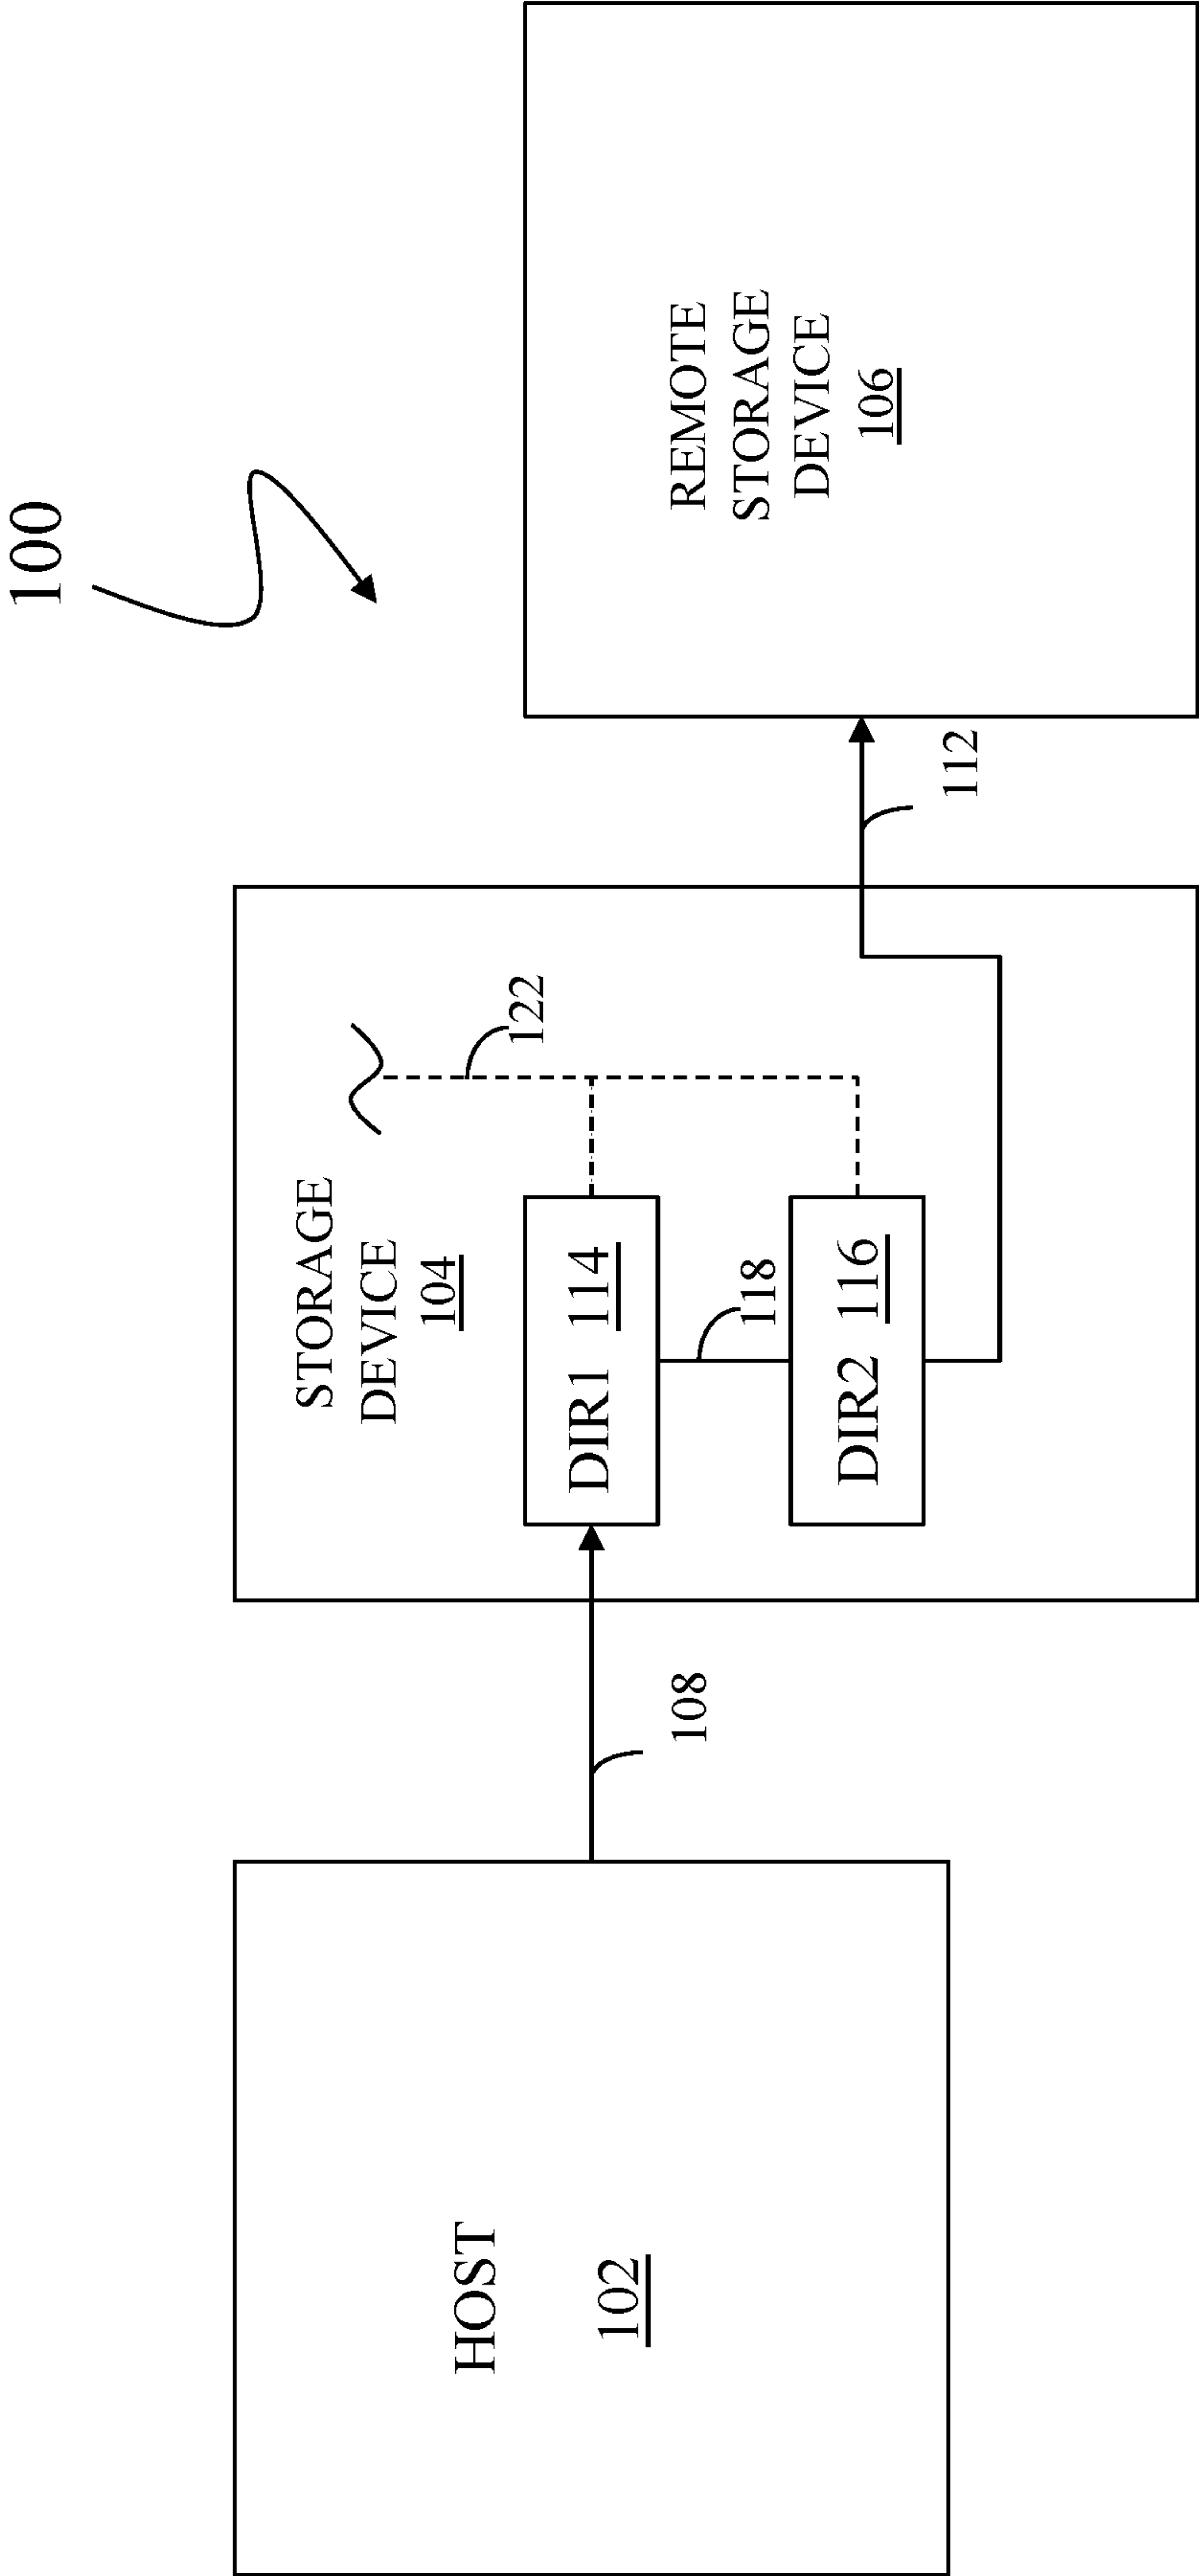 100
HOST
102
108
STORAGE
DEVICE
104
DIR1 114
118
DIR2 116
122
112
REMOTE
STORAGE
DEVICE
106